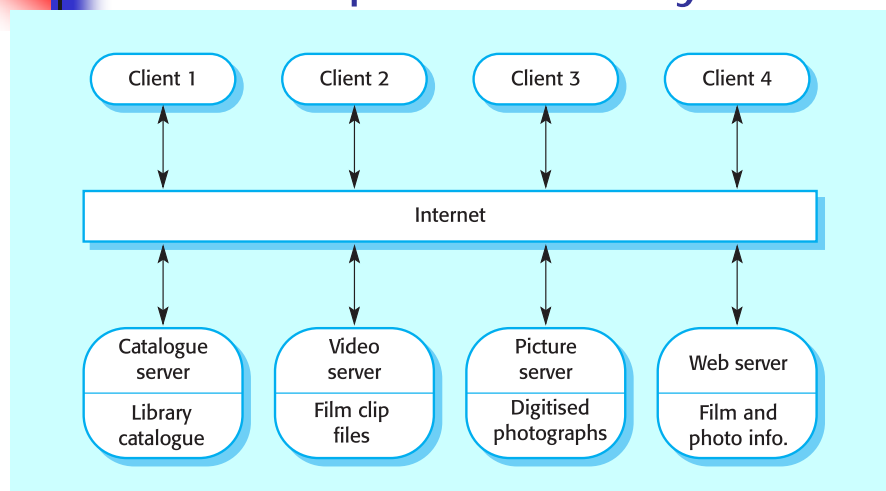 Client 1
Client 2
Client 3
Client 4
Internet
Catalogue
server
Library
catalogue
Video
server
Film clip
files
Picture
server
Digitised
photographs
Web server
Film and
photo info.